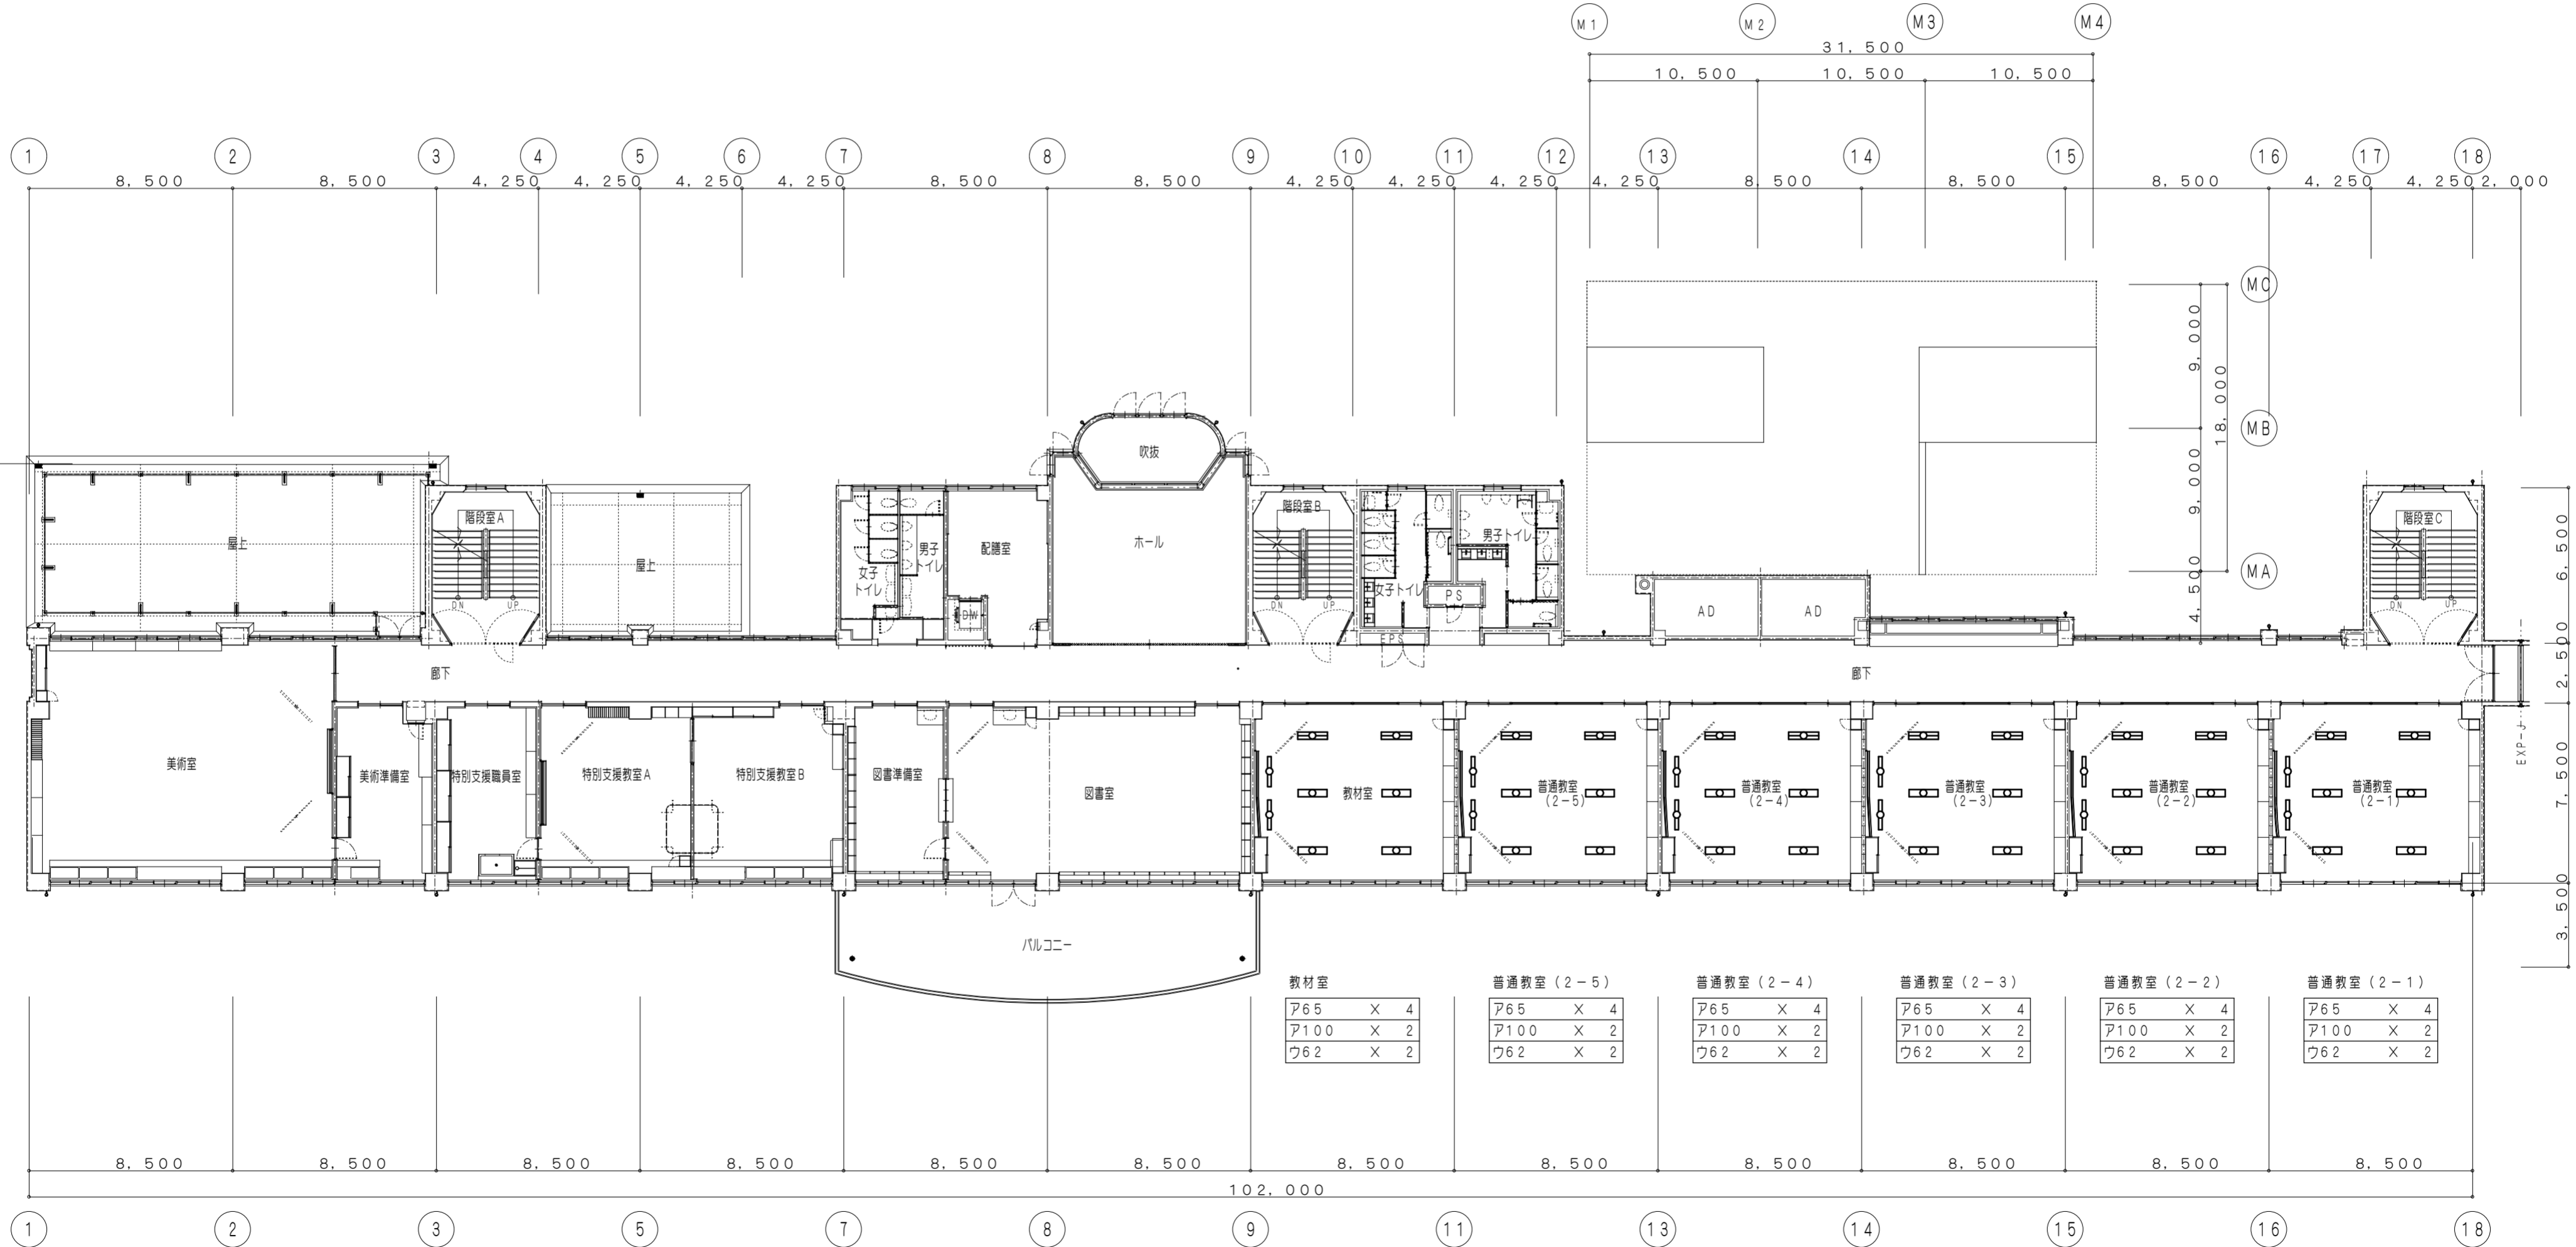 M1 M2 M3 M4
31,500
10,500 10,500 10,500
1 2 3 4 5 6 7 8 9 10 11 12 13 14 15 16 17 18
8,500 8,500 4,250 4,250 4,250 4,250 8,500 8,500 4,250 4,250 4,250 4,250 8,500 8,500 8,500 4,250 4,250 2,000
MC
9,000
18,000
MB
9,000
MA
4,500
6,500
2,500
7,500
3,500
吹抜
屋上
階段室A
DN UP
屋上
女子
トイレ
男子
トイレ
配膳室
DW
ホール
階段室B
DN UP
女子トイレ
男子トイレ
PS
EPS
AD
AD
階段室C
DN UP
廊下
廊下
EXP-J
美術室
美術準備室
特別支援職員室
特別支援教室A
特別支援教室B
図書準備室
図書室
教材室
普通教室
(2-5)
普通教室
(2-4)
普通教室
(2-3)
普通教室
(2-2)
普通教室
(2-1)
バルコニー
教材室
ア65 X 4
ア100 X 2
ウ62 X 2
普通教室(2-5)
ア65 X 4
ア100 X 2
ウ62 X 2
普通教室(2-4)
ア65 X 4
ア100 X 2
ウ62 X 2
普通教室(2-3)
ア65 X 4
ア100 X 2
ウ62 X 2
普通教室(2-2)
ア65 X 4
ア100 X 2
ウ62 X 2
普通教室(2-1)
ア65 X 4
ア100 X 2
ウ62 X 2
8,500 8,500 8,500 8,500 8,500 8,500 8,500 8,500 8,500 8,500 8,500 8,500
102,000
1 2 3 5 7 8 9 11 13 14 15 16 18